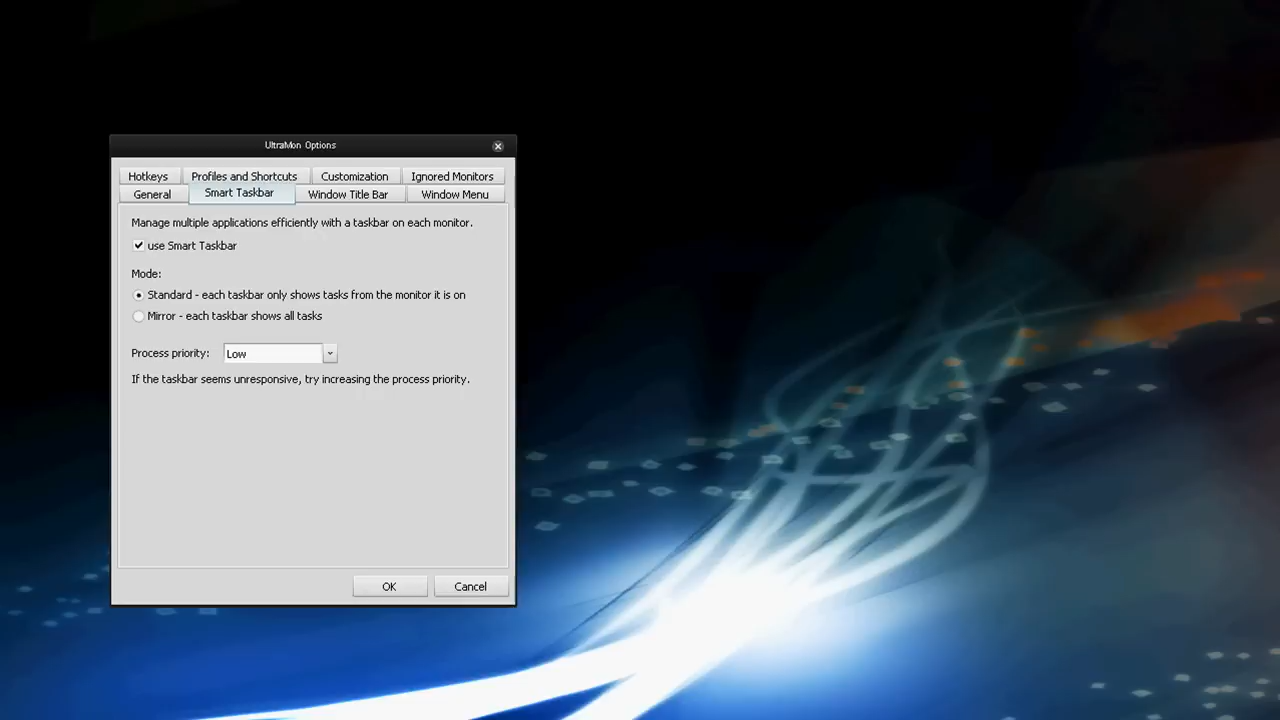 UltraMon Options
Hotkeys Profiles and Shortcuts Customization Ignored Monitors
General Smart Taskbar Window Title Bar Window Menu
Manage multiple applications efficiently with a taskbar on each monitor.
use Smart Taskbar
Mode:
Standard - each taskbar only shows tasks from the monitor it is on
Mirror - each taskbar shows all tasks
Process priority: Low
If the taskbar seems unresponsive, try increasing the process priority.
OK Cancel